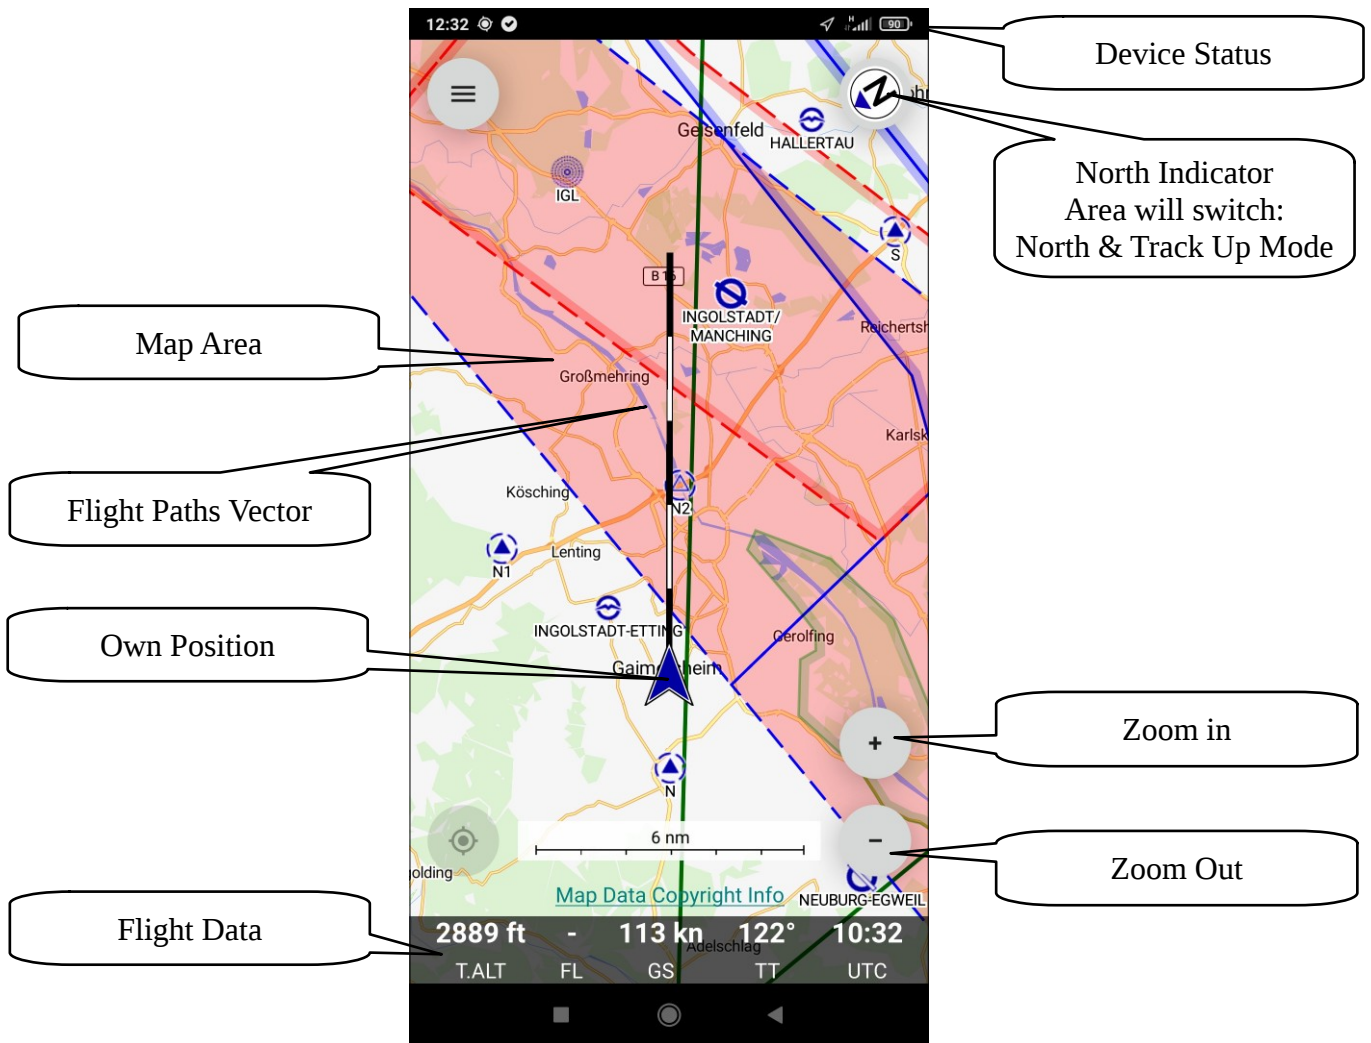 12:32
H
90
Device Status
North Indicator
Area will switch:
North & Track Up Mode
Geisenfeld
HALLERTAU
IGL
S
B 16
INGOLSTADT/
MANCHING
Reichertsh
Map Area
Großmehring
Karlsk
Flight Paths Vector
Kösching
N2
Lenting
N1
INGOLSTADT-ETTING
Gerolfing
Own Position
Gaimersheim
Zoom in
+
N
6 nm
−
Zoom Out
golding
Map Data Copyright Info
NEUBURG-EGWEIL
Flight Data
2889 ft - 113 kn 122° 10:32
Adelschlag
T.ALT FL GS TT UTC